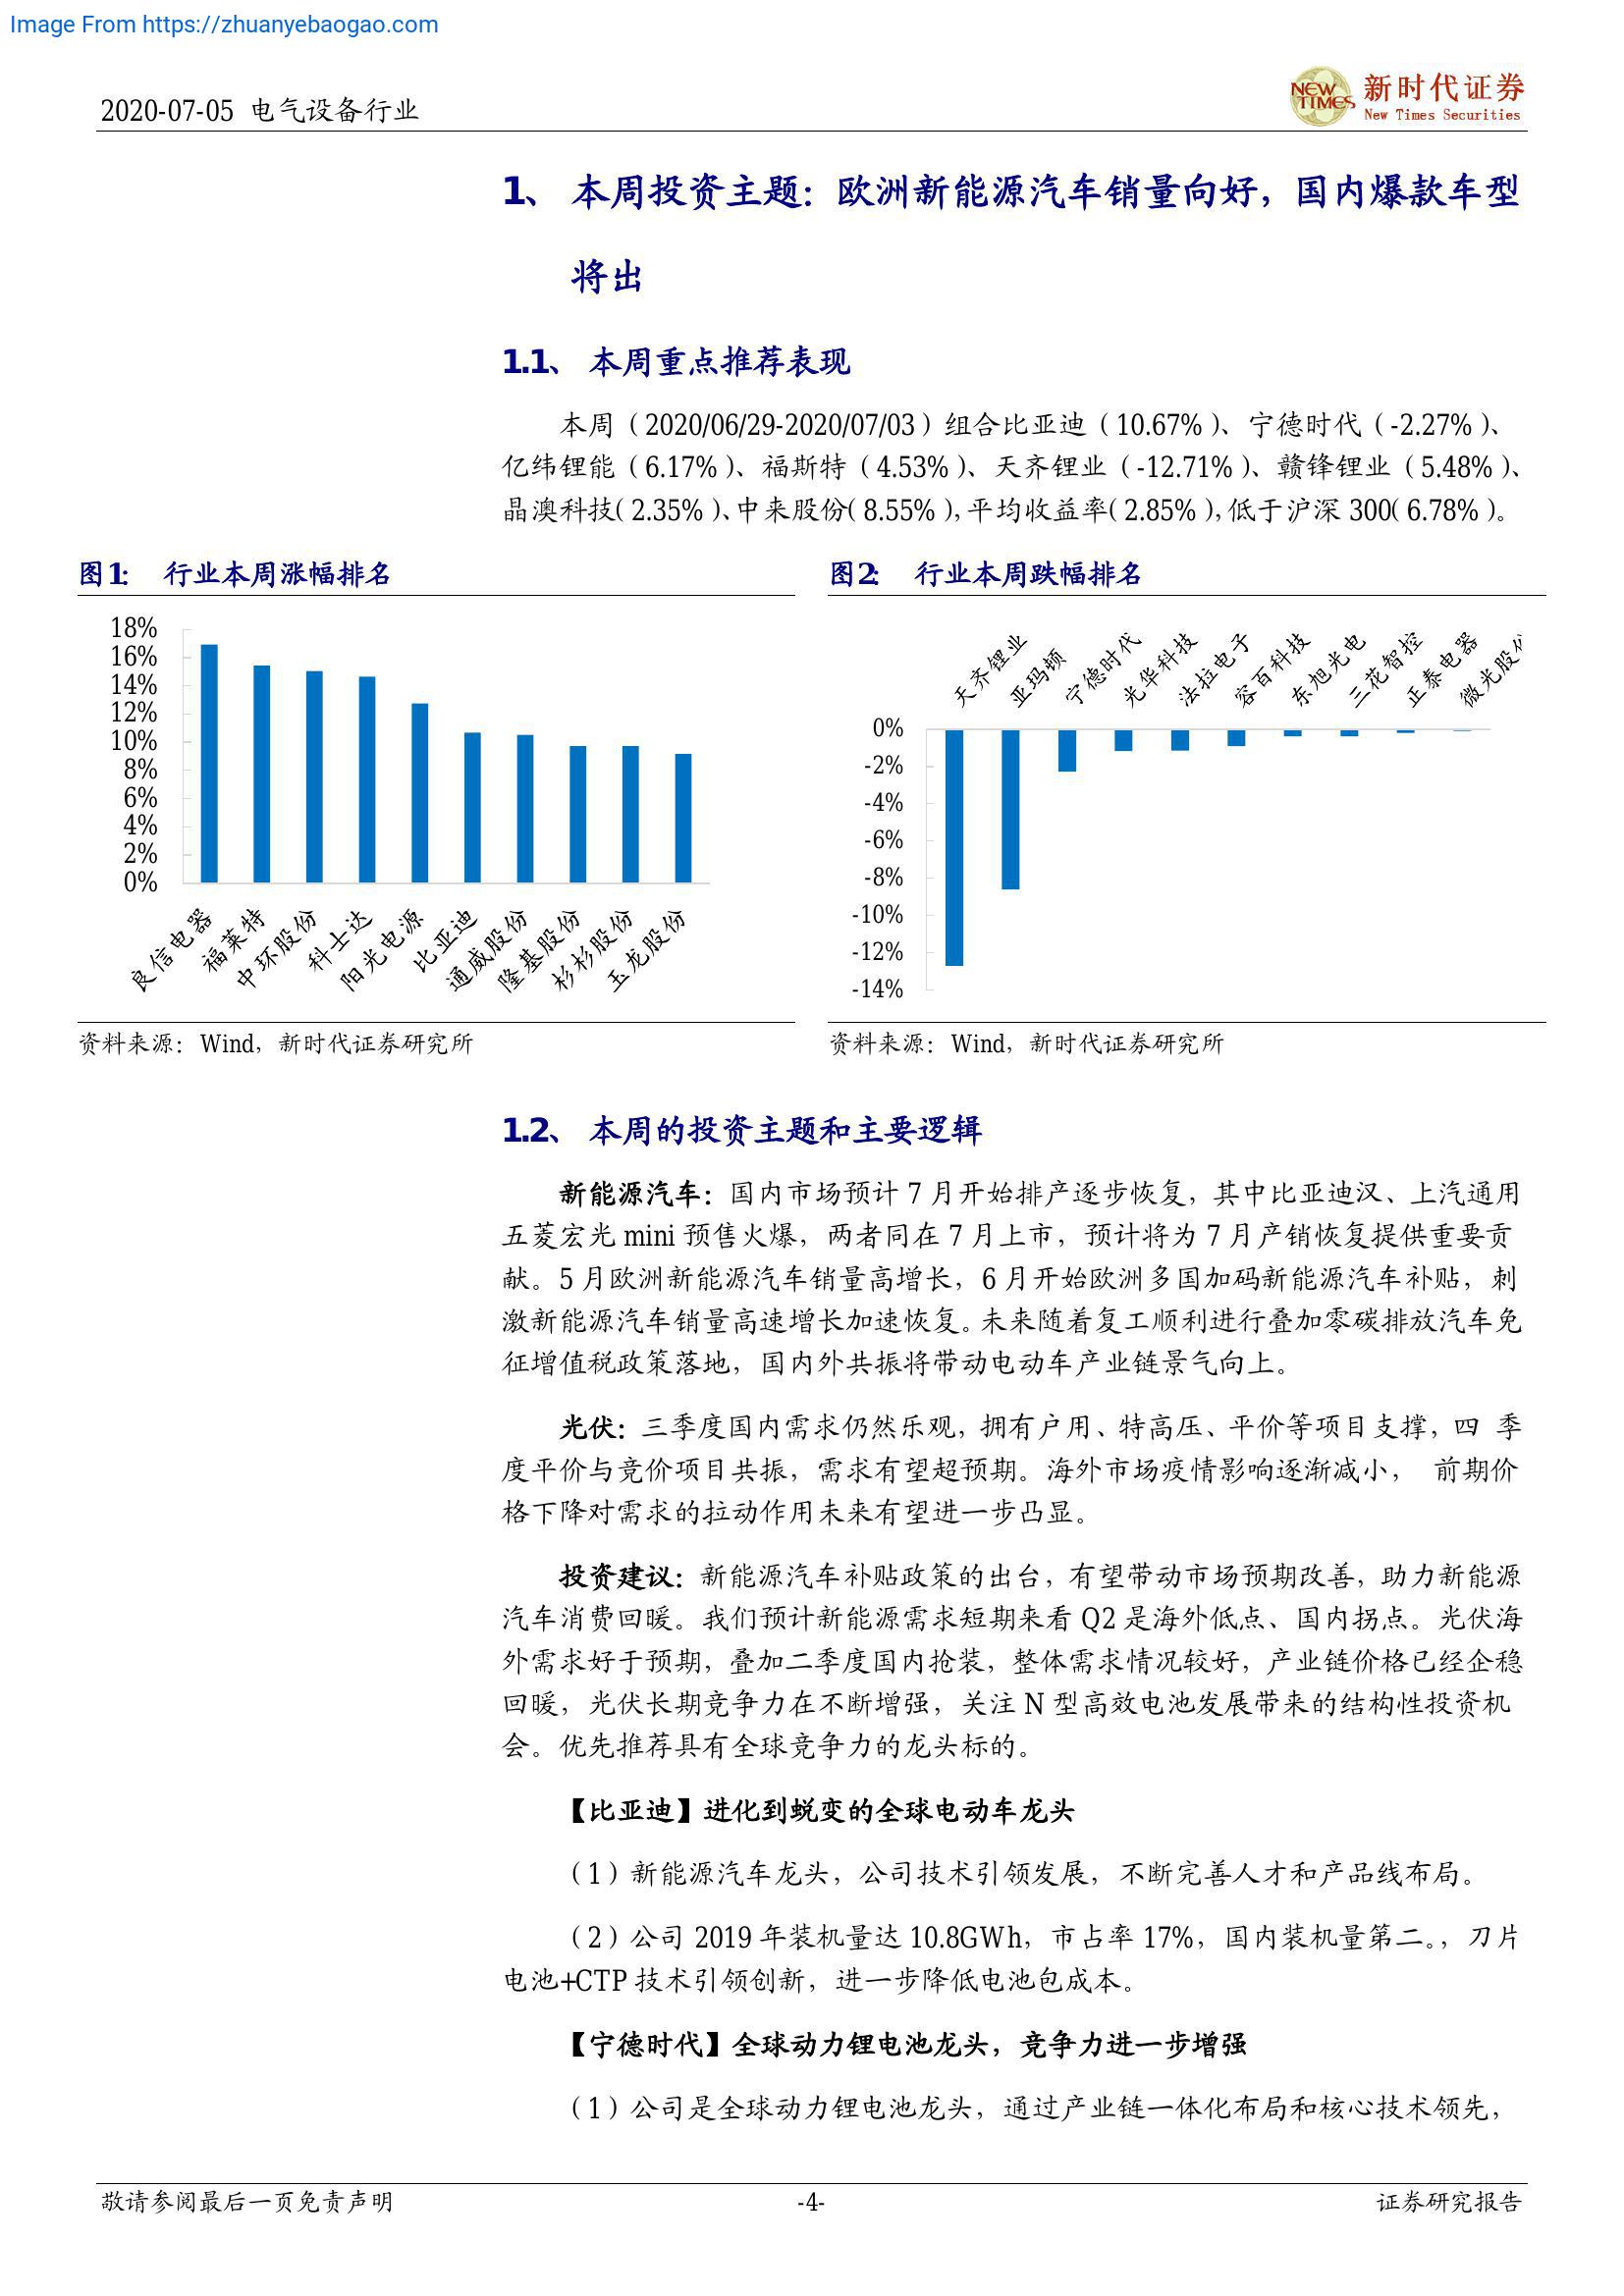 Image From https://zhuanyebaogao.com
2020-07-05 电气设备行业
NEW TIMES
新时代证券
New Times Securities
1、 本周投资主题：欧洲新能源汽车销量向好，国内爆款车型
将出
1.1、 本周重点推荐表现
本周（2020/06/29-2020/07/03）组合比亚迪（10.67%）、宁德时代（-2.27%）、
亿纬锂能（6.17%）、福斯特（4.53%）、天齐锂业（-12.71%）、赣锋锂业（5.48%）、
晶澳科技（2.35%）、中来股份（8.55%），平均收益率（2.85%），低于沪深 300（6.78%）。
图1： 行业本周涨幅排名
18%
16%
14%
12%
10%
8%
6%
4%
2%
0%
良信电器
福莱特
中环股份
科士达
阳光电源
比亚迪
通威股份
隆基股份
杉杉股份
玉龙股份
资料来源：Wind，新时代证券研究所
图2： 行业本周跌幅排名
天齐锂业
亚玛顿
宁德时代
光华科技
法拉电子
容百科技
东旭光电
三花智控
正泰电器
微光股份
0%
-2%
-4%
-6%
-8%
-10%
-12%
-14%
资料来源：Wind，新时代证券研究所
1.2、 本周的投资主题和主要逻辑
新能源汽车：国内市场预计 7 月开始排产逐步恢复，其中比亚迪汉、上汽通用
五菱宏光 mini 预售火爆，两者同在 7 月上市，预计将为 7 月产销恢复提供重要贡
献。5 月欧洲新能源汽车销量高增长，6 月开始欧洲多国加码新能源汽车补贴，刺
激新能源汽车销量高速增长加速恢复。未来随着复工顺利进行叠加零碳排放汽车免
征增值税政策落地，国内外共振将带动电动车产业链景气向上。
光伏：三季度国内需求仍然乐观，拥有户用、特高压、平价等项目支撑，四 季
度平价与竞价项目共振，需求有望超预期。海外市场疫情影响逐渐减小， 前期价
格下降对需求的拉动作用未来有望进一步凸显。
投资建议：新能源汽车补贴政策的出台，有望带动市场预期改善，助力新能源
汽车消费回暖。我们预计新能源需求短期来看 Q2 是海外低点、国内拐点。光伏海
外需求好于预期，叠加二季度国内抢装，整体需求情况较好，产业链价格已经企稳
回暖，光伏长期竞争力在不断增强，关注 N 型高效电池发展带来的结构性投资机
会。优先推荐具有全球竞争力的龙头标的。
【比亚迪】进化到蜕变的全球电动车龙头
（1）新能源汽车龙头，公司技术引领发展，不断完善人才和产品线布局。
（2）公司 2019 年装机量达 10.8GWh，市占率 17%，国内装机量第二。，刀片
电池+CTP 技术引领创新，进一步降低电池包成本。
【宁德时代】全球动力锂电池龙头，竞争力进一步增强
（1）公司是全球动力锂电池龙头，通过产业链一体化布局和核心技术领先，
敬请参阅最后一页免责声明
-4-
证券研究报告